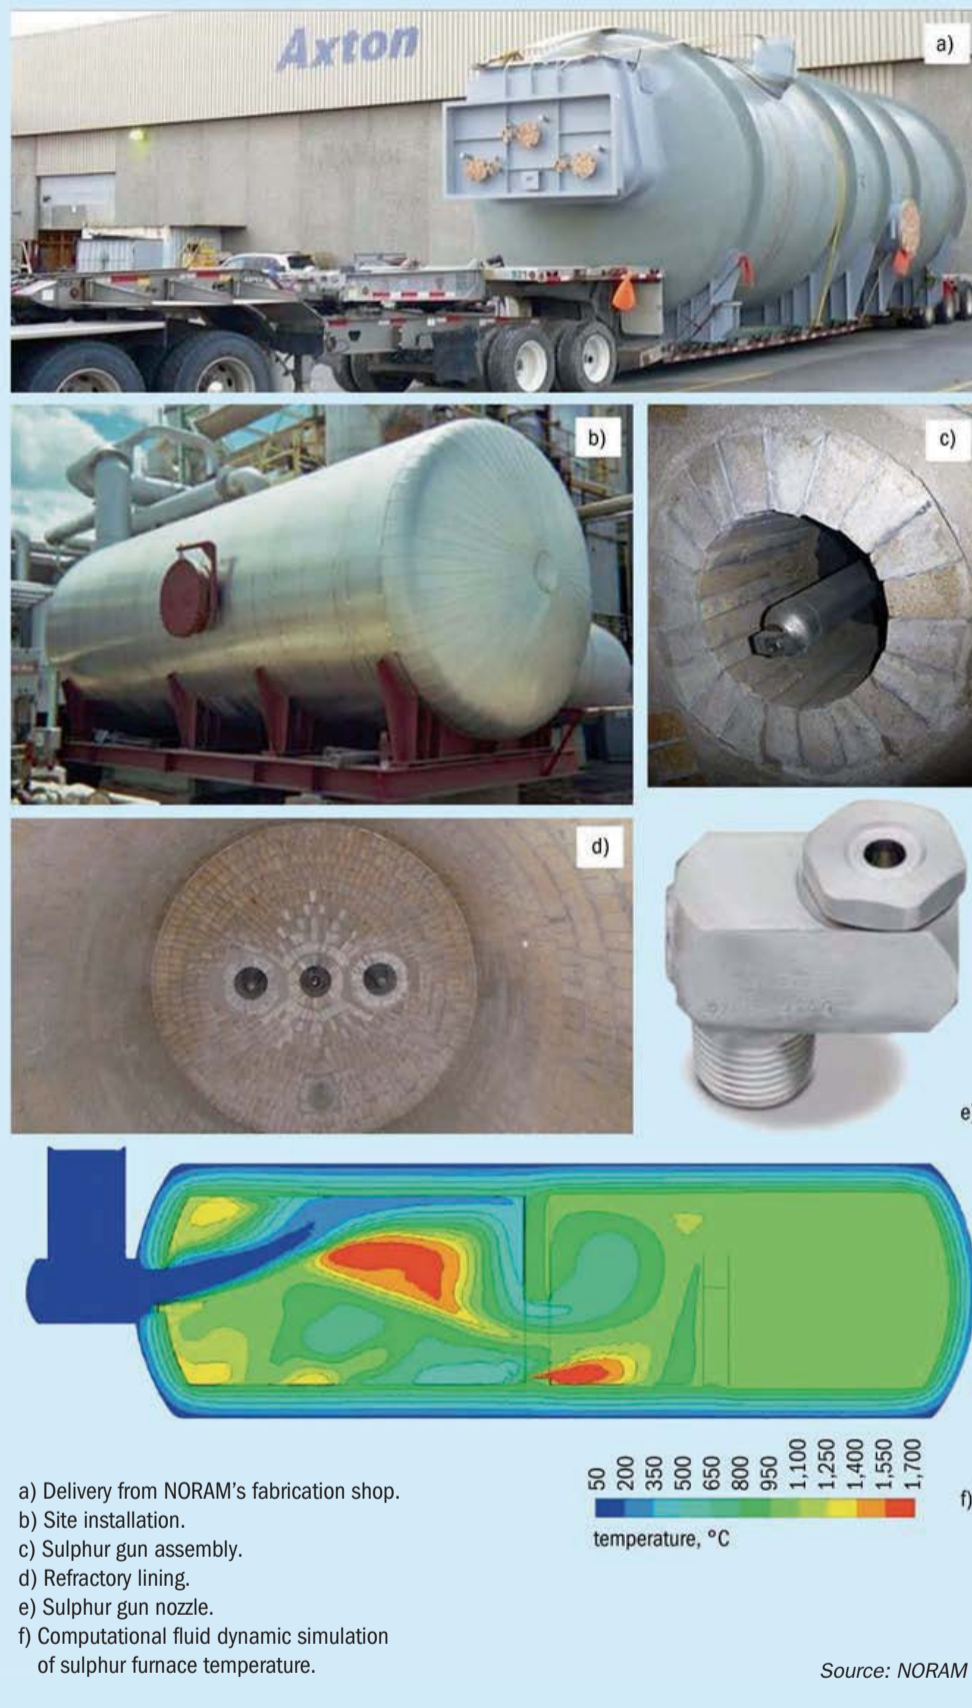 Axton
a)
b)
c)
d)
e)
50
200
350
500
650
800
950
1,100
1,250
1,400
1,550
1,700
f)
temperature, °C
a) Delivery from NORAM's fabrication shop.
b) Site installation.
c) Sulphur gun assembly.
d) Refractory lining.
e) Sulphur gun nozzle.
f) Computational fluid dynamic simulation
of sulphur furnace temperature.
Source: NORAM